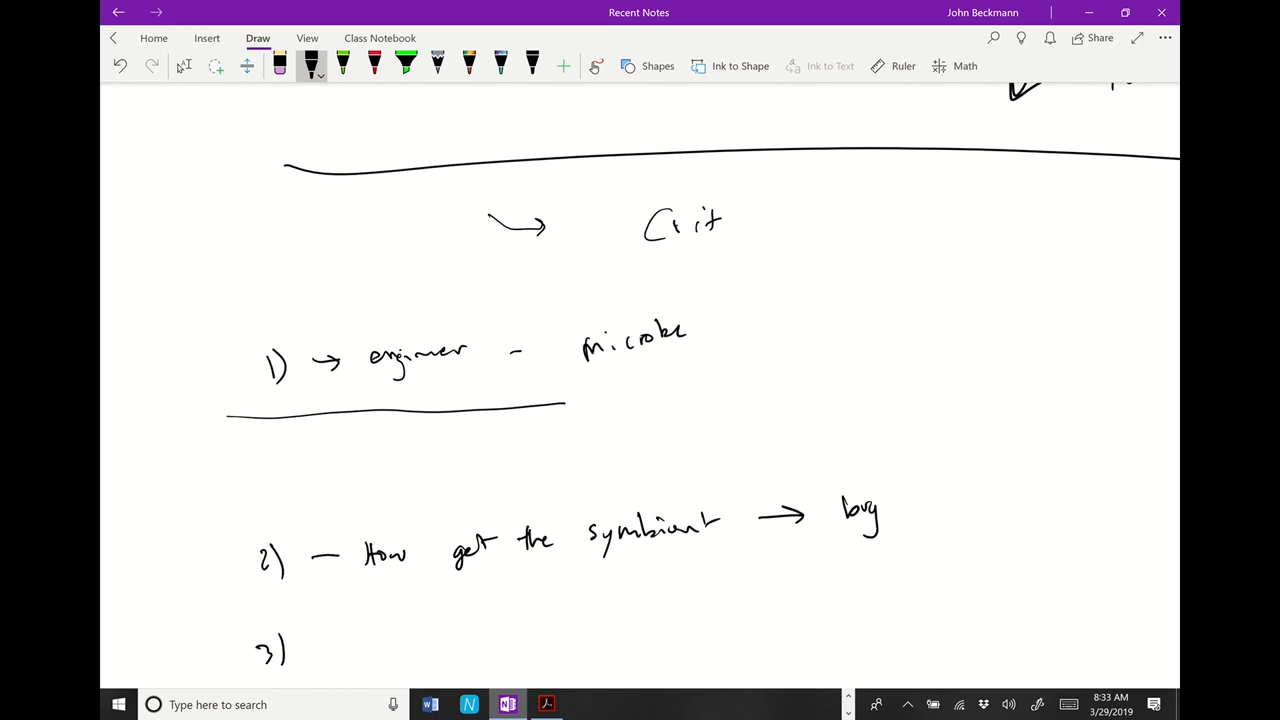 Recent Notes
John Beckmann
Home Insert Draw View Class Notebook
Share
Shapes Ink to Shape Ink to Text Ruler Math
Crit
1) → engineer - microbe
2) — How get the symbiont → bug
3)
Type here to search
8:33 AM
3/29/2019